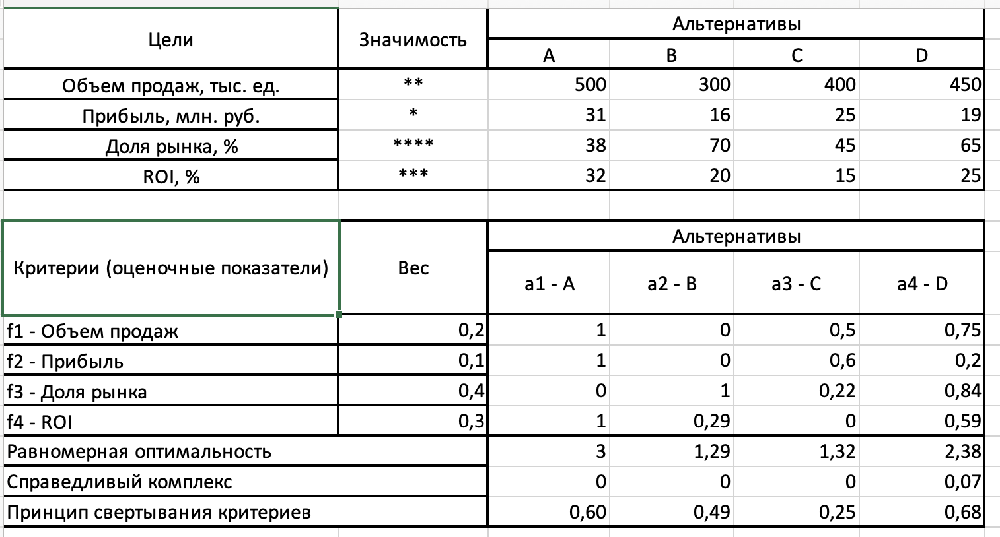 Цели Значимость Альтернативы
A B C D
Объем продаж, тыс. ед. ** 500 300 400 450
Прибыль, млн. руб. * 31 16 25 19
Доля рынка, % **** 38 70 45 65
ROI, % *** 32 20 15 25
Критерии (оценочные показатели) Вес Альтернативы
a1 - A a2 - B a3 - C a4 - D
f1 - Объем продаж 0,2 1 0 0,5 0,75
f2 - Прибыль 0,1 1 0 0,6 0,2
f3 - Доля рынка 0,4 0 1 0,22 0,84
f4 - ROI 0,3 1 0,29 0 0,59
Равномерная оптимальность 3 1,29 1,32 2,38
Справедливый комплекс 0 0 0 0,07
Принцип свертывания критериев 0,60 0,49 0,25 0,68